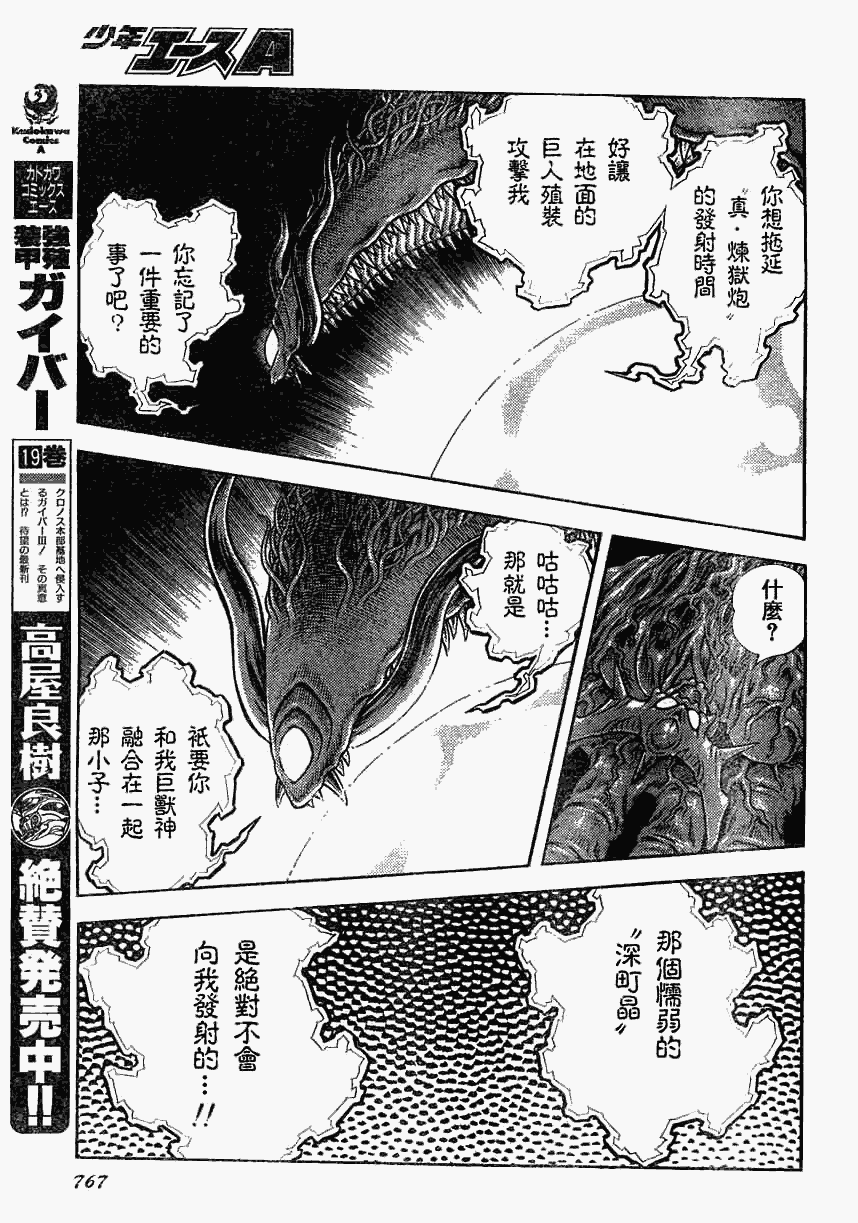 少年エースA
你想拖延
〝真・煉獄炮〞
的發射時間
好讓
在地面的
巨人殖裝
攻擊我
你忘記了
一件重要的
事了吧？
什麼？
咕咕咕…
那就是
祇要你
和我巨獸神
融合在一起
那小子…
那個懦弱的
〝深町晶〞
是絕對不會
向我發射的…!!
Kadokawa
Comics
A
カドカワ
コミックス
エース
強殖
装甲
ガイバー
19巻
クロノス本部基地へ侵入す
るガイバーIII！ その真意
とは!? 待望の最新刊
高屋良樹
絶賛発売中!!
767